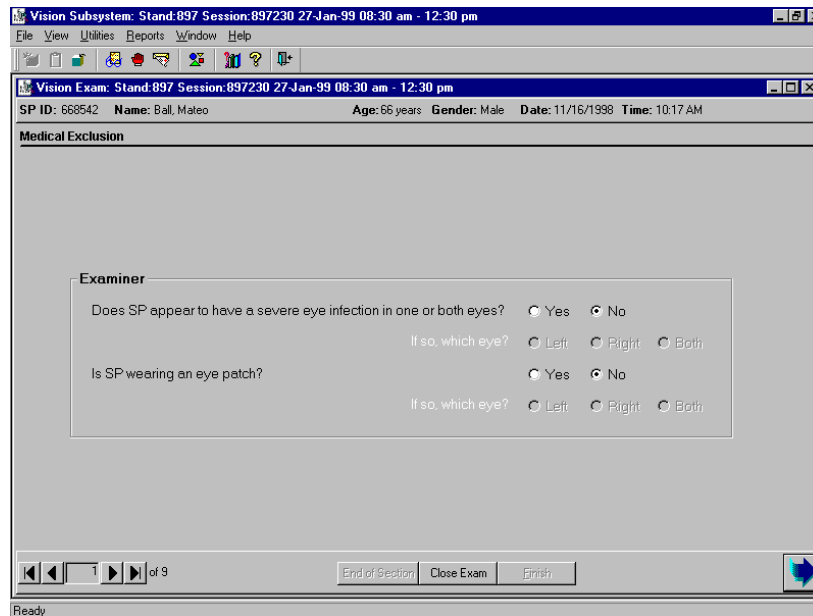 Vision Subsystem: Stand:897 Session:897230 27-Jan-99 08:30 am - 12:30 pm
File View Utilities Reports Window Help
Vision Exam: Stand:897 Session:897230 27-Jan-99 08:30 am - 12:30 pm
SP ID: 668542 Name: Ball, Mateo Age: 66 years Gender: Male Date: 11/16/1998 Time: 10:17 AM
Medical Exclusion
Examiner
Does SP appear to have a severe eye infection in one or both eyes? Yes No
If so, which eye? Left Right Both
Is SP wearing an eye patch? Yes No
If so, which eye? Left Right Both
1 of 9 End of Section Close Exam Finish
Ready